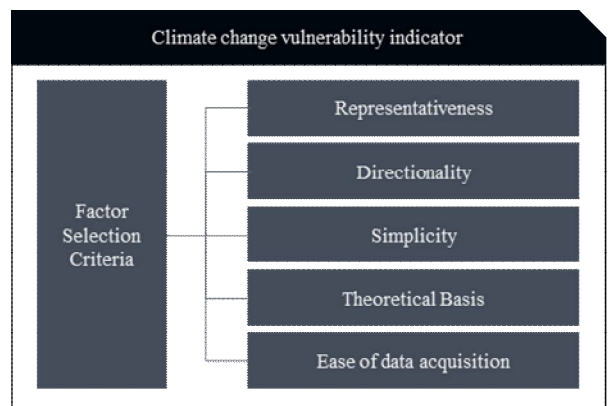 Climate change vulnerability indicator
Factor
Selection
Criteria
Representativeness
Directionality
Simplicity
Theoretical Basis
Ease of data acquisition